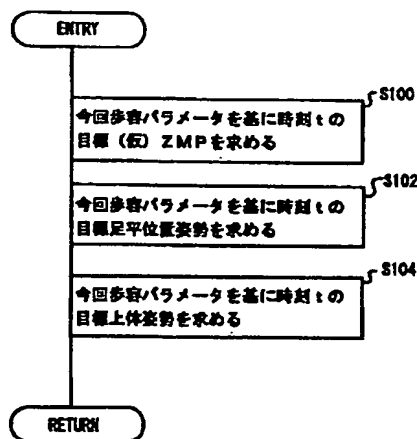 ENTRY
S100
今回歩容パラメータを基に時刻tの
目標(仮)ZMPを求める
S102
今回歩容パラメータを基に時刻tの
目標足平位置姿勢を求める
S104
今回歩容パラメータを基に時刻tの
目標上体姿勢を求める
RETURN